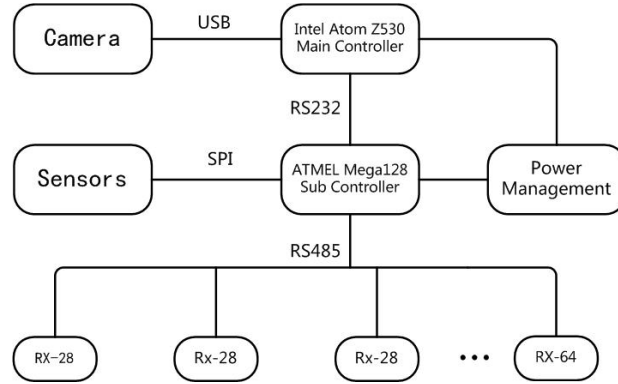 Camera
USB
Intel Atom Z530
Main Controller
RS232
Sensors
SPI
ATMEL Mega128
Sub Controller
Power
Management
RS485
RX-28
Rx-28
Rx-28
•••
RX-64